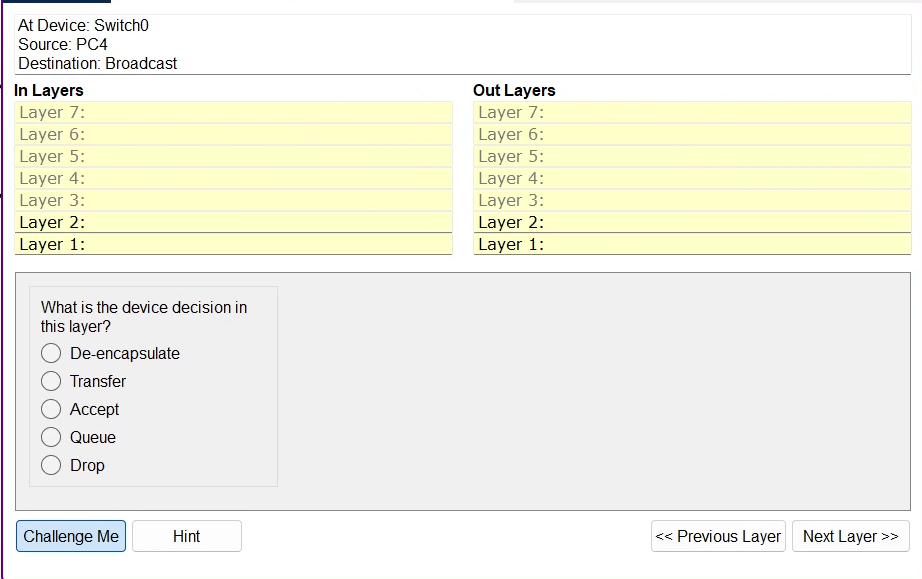 At Device: Switch0
Source: PC4
Destination: Broadcast
In Layers
Layer 7:
Layer 6:
Layer 5:
Layer 4:
Layer 3:
Layer 2:
Layer 1:
Out Layers
Layer 7:
Layer 6:
Layer 5:
Layer 4:
Layer 3:
Layer 2:
Layer 1:
What is the device decision in
this layer?
De-encapsulate
Transfer
Accept
Queue
Drop
Challenge Me
Hint
<< Previous Layer
Next Layer >>